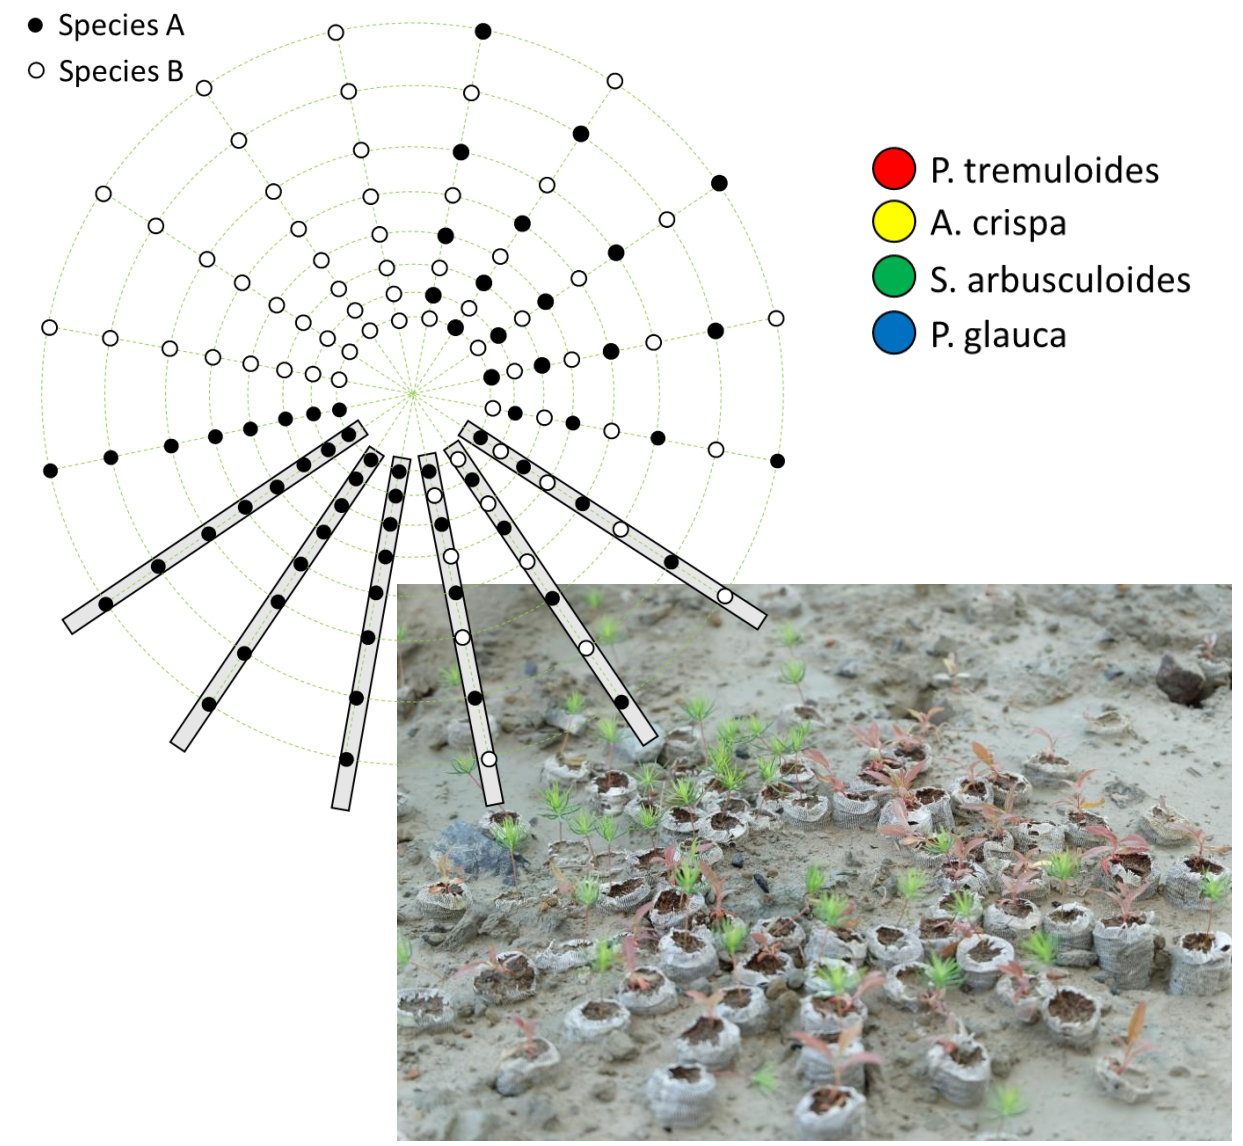 Species A
Species B
P. tremuloides
A. crispa
S. arbusculoides
P. glauca